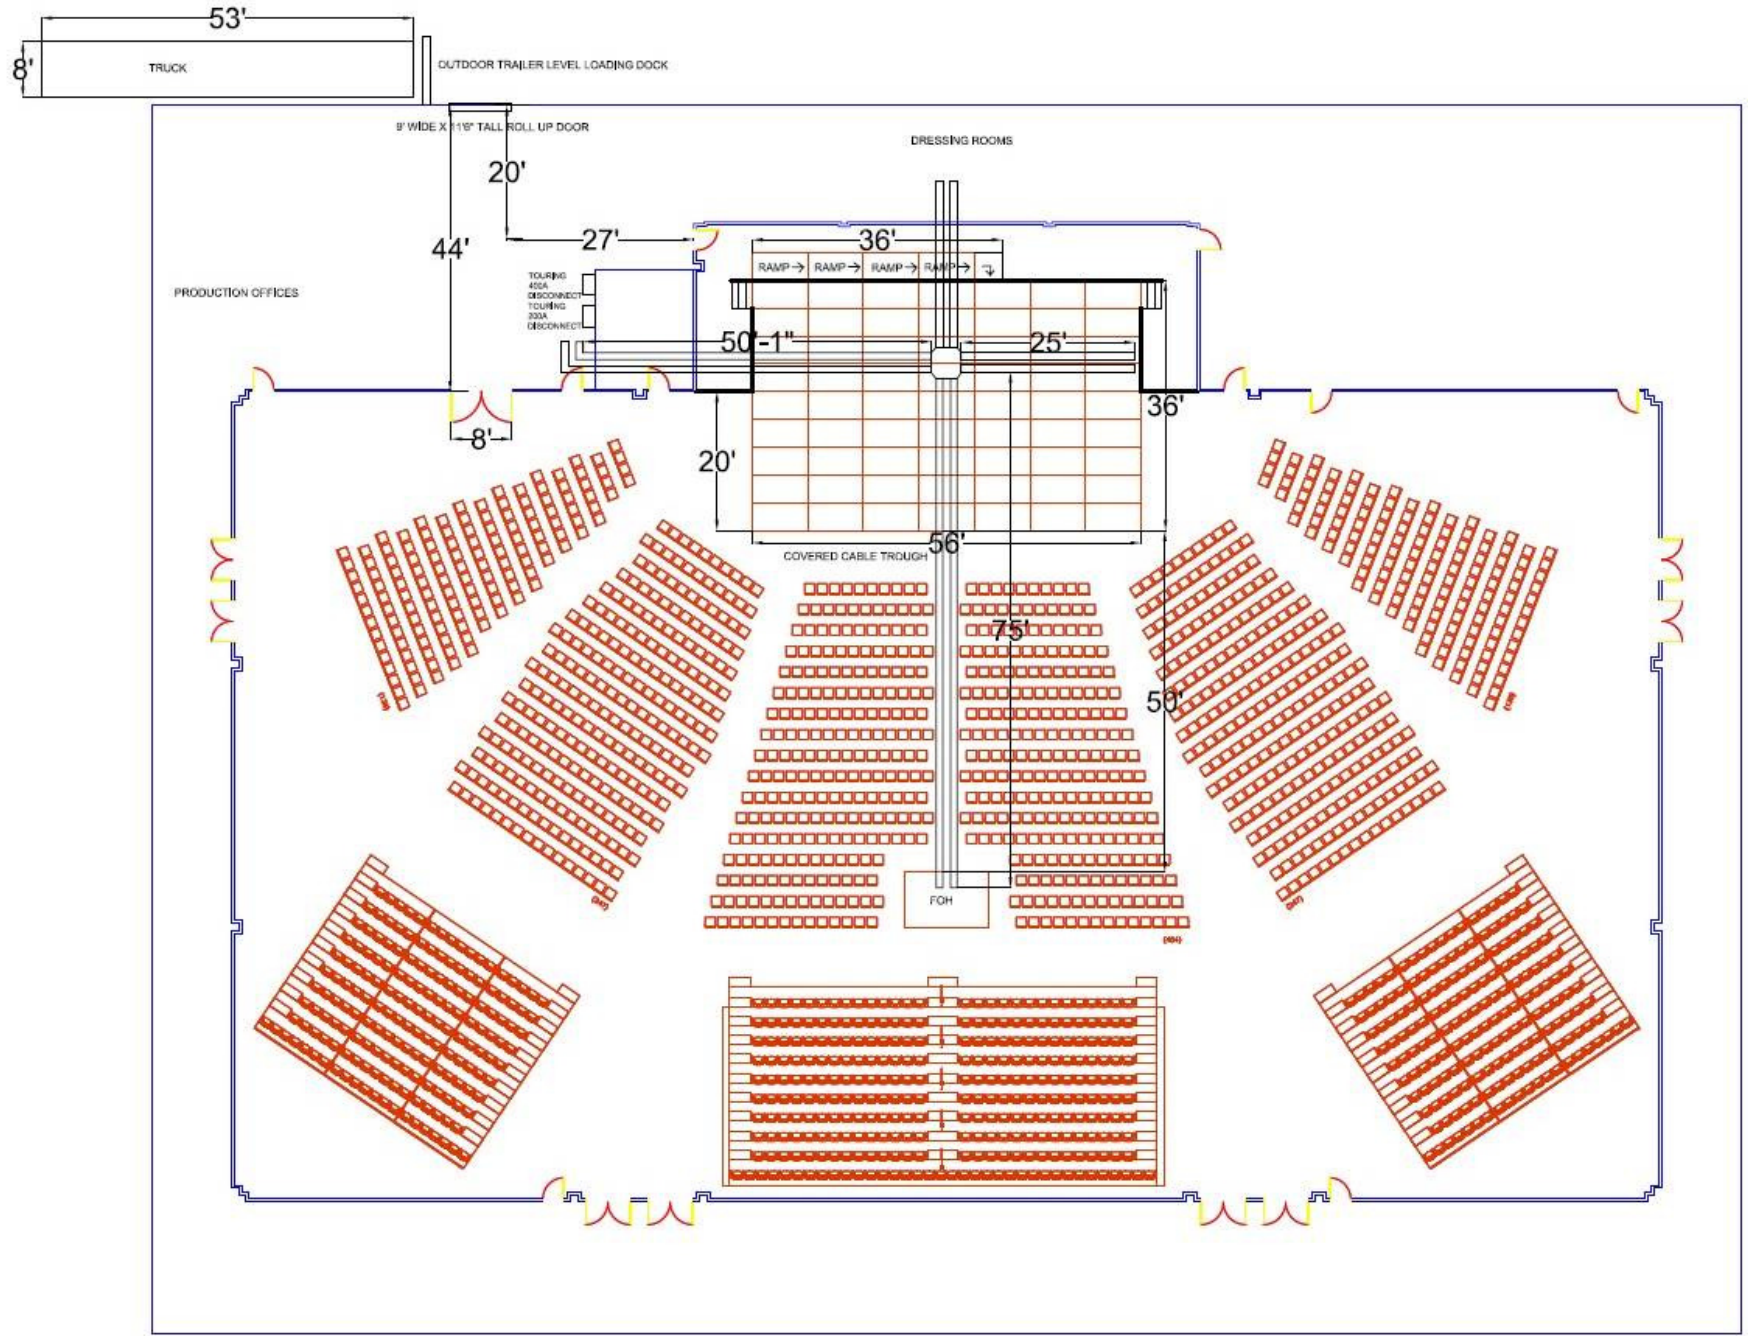 53'
8'
TRUCK
OUTDOOR TRAILER LEVEL LOADING DOCK
9' WIDE X 11'6" TALL ROLL UP DOOR
DRESSING ROOMS
20'
44'
27'
36'
RAMP
RAMP
RAMP
RAMP
TOURING
400A
DISCONNECT
TOURING
200A
DISCONNECT
PRODUCTION OFFICES
50'-1"
25'
36'
8'
20'
56'
COVERED CABLE TROUGH
75'
50'
FOH